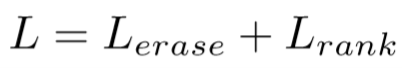 L = L_{erase} + L_{rank}